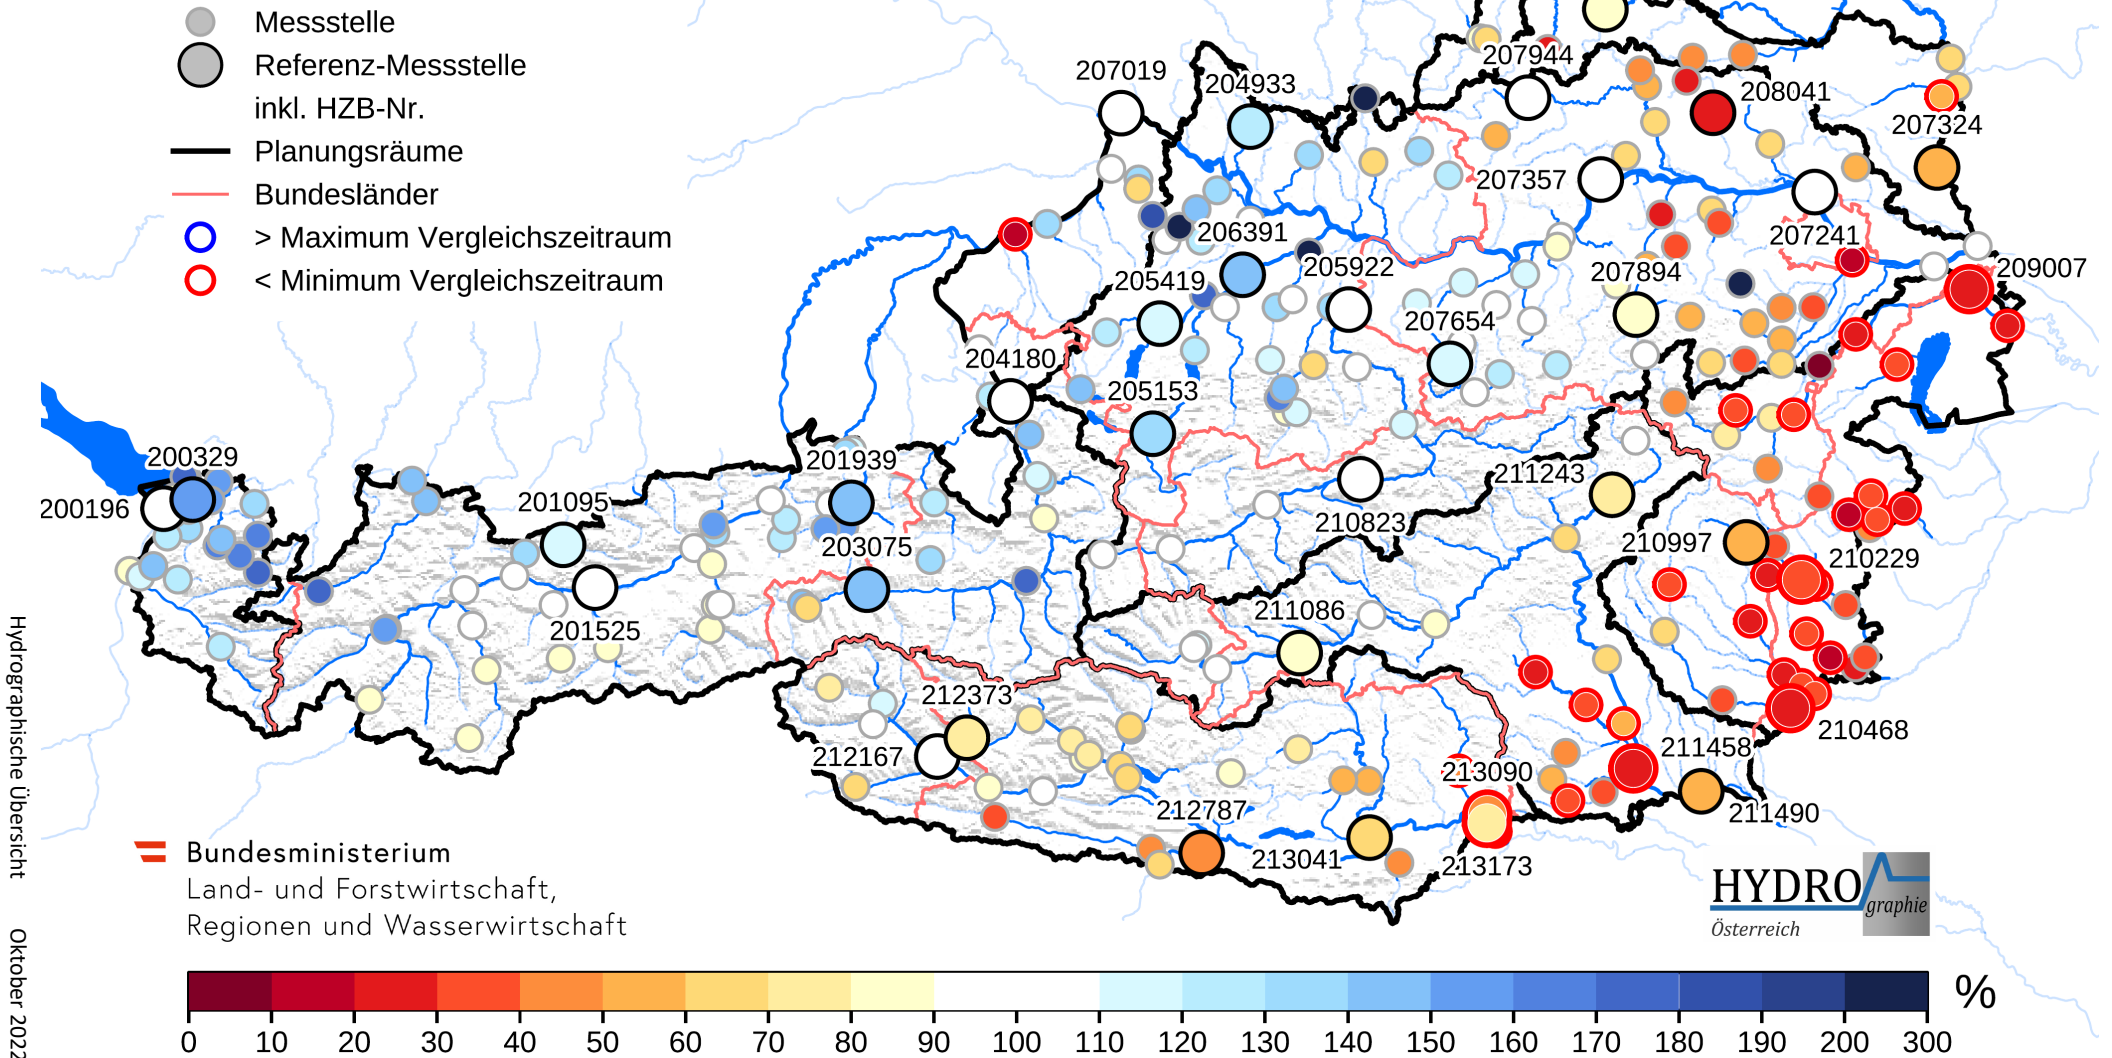 Messstelle
Referenz-Messstelle
inkl. HZB-Nr.
Planungsräume
Bundesländer
> Maximum Vergleichszeitraum
< Minimum Vergleichszeitraum
207019
204933
207944
208041
207324
207357
207241
206391
205922
205419
207894
209007
207654
204180
205153
200329
200196
201095
201939
203075
201525
210823
211243
210997
210229
211086
212373
212167
212787
213041
213090
213173
211458
211490
210468
Hydrografische Übersicht
Oktober 2022
Bundesministerium
Land- und Forstwirtschaft,
Regionen und Wasserwirtschaft
HYDRO
graphie
Österreich
%
0 10 20 30 40 50 60 70 80 90 100 110 120 130 140 150 160 170 180 190 200 300